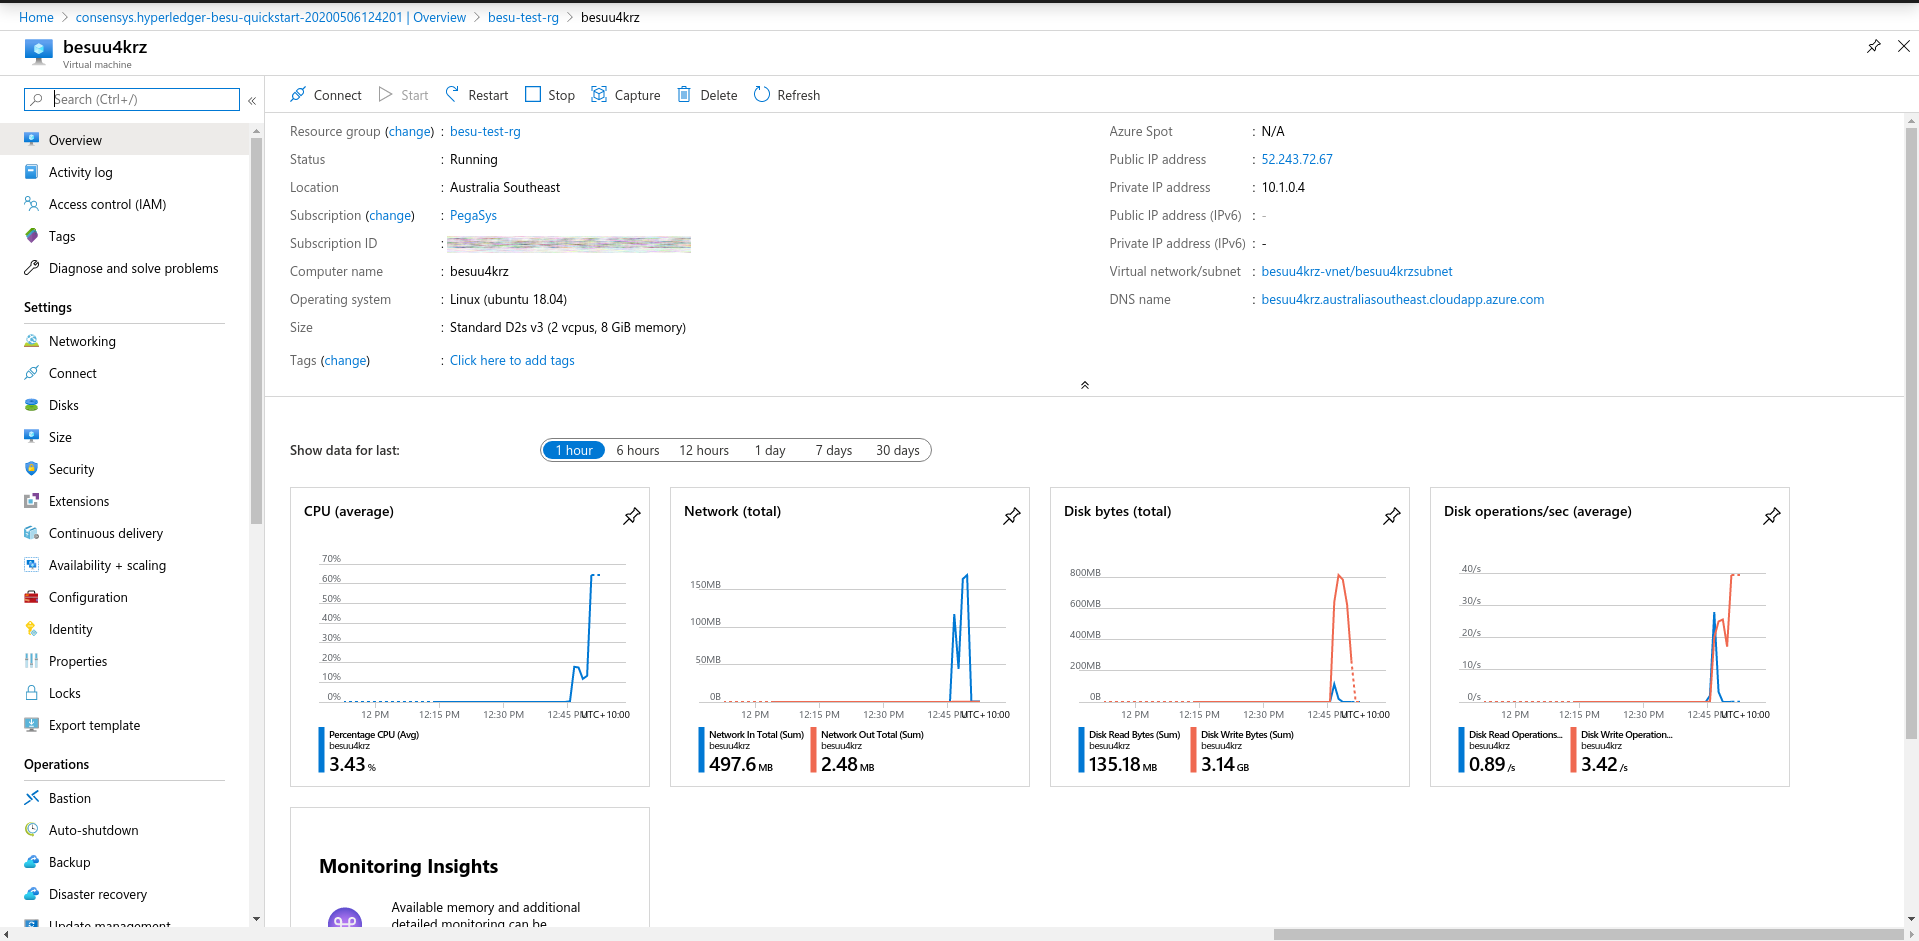 Home > consensys.hyperledger-besu-quickstart-20200506124201 | Overview > besu-test-rg > besuu4krz
besuu4krz
Virtual machine
Search (Ctrl+/)
«
Overview
Activity log
Access control (IAM)
Tags
Diagnose and solve problems
Settings
Networking
Connect
Disks
Size
Security
Extensions
Continuous delivery
Availability + scaling
Configuration
Identity
Properties
Locks
Export template
Operations
Bastion
Auto-shutdown
Backup
Disaster recovery
Update management
Connect Start Restart Stop Capture Delete Refresh
Resource group (change) : besu-test-rg
Status : Running
Location : Australia Southeast
Subscription (change) : PegaSys
Subscription ID :
Computer name : besuu4krz
Operating system : Linux (ubuntu 18.04)
Size : Standard D2s v3 (2 vcpus, 8 GiB memory)
Tags (change) : Click here to add tags
Azure Spot : N/A
Public IP address : 52.243.72.67
Private IP address : 10.1.0.4
Public IP address (IPv6) : -
Private IP address (IPv6) : -
Virtual network/subnet : besuu4krz-vnet/besuu4krzsubnet
DNS name : besuu4krz.australiasoutheast.cloudapp.azure.com
Show data for last: 1 hour 6 hours 12 hours 1 day 7 days 30 days
CPU (average)
70%
60%
50%
40%
30%
20%
10%
0%
12 PM 12:15 PM 12:30 PM 12:45 PM UTC+10:00
Percentage CPU (Avg)
besuu4krz
3.43 %
Network (total)
150MB
100MB
50MB
0B
12 PM 12:15 PM 12:30 PM 12:45 PM UTC+10:00
Network In Total (Sum) Network Out Total (Sum)
besuu4krz besuu4krz
497.6 MB 2.48 MB
Disk bytes (total)
800MB
600MB
400MB
200MB
0B
12 PM 12:15 PM 12:30 PM 12:45 PM UTC+10:00
Disk Read Bytes (Sum) Disk Write Bytes (Sum)
besuu4krz besuu4krz
135.18 MB 3.14 GB
Disk operations/sec (average)
40/s
30/s
20/s
10/s
0/s
12 PM 12:15 PM 12:30 PM 12:45 PM UTC+10:00
Disk Read Operations... Disk Write Operation...
besuu4krz besuu4krz
0.89 /s 3.42 /s
Monitoring Insights
Available memory and additional
detailed monitoring can be